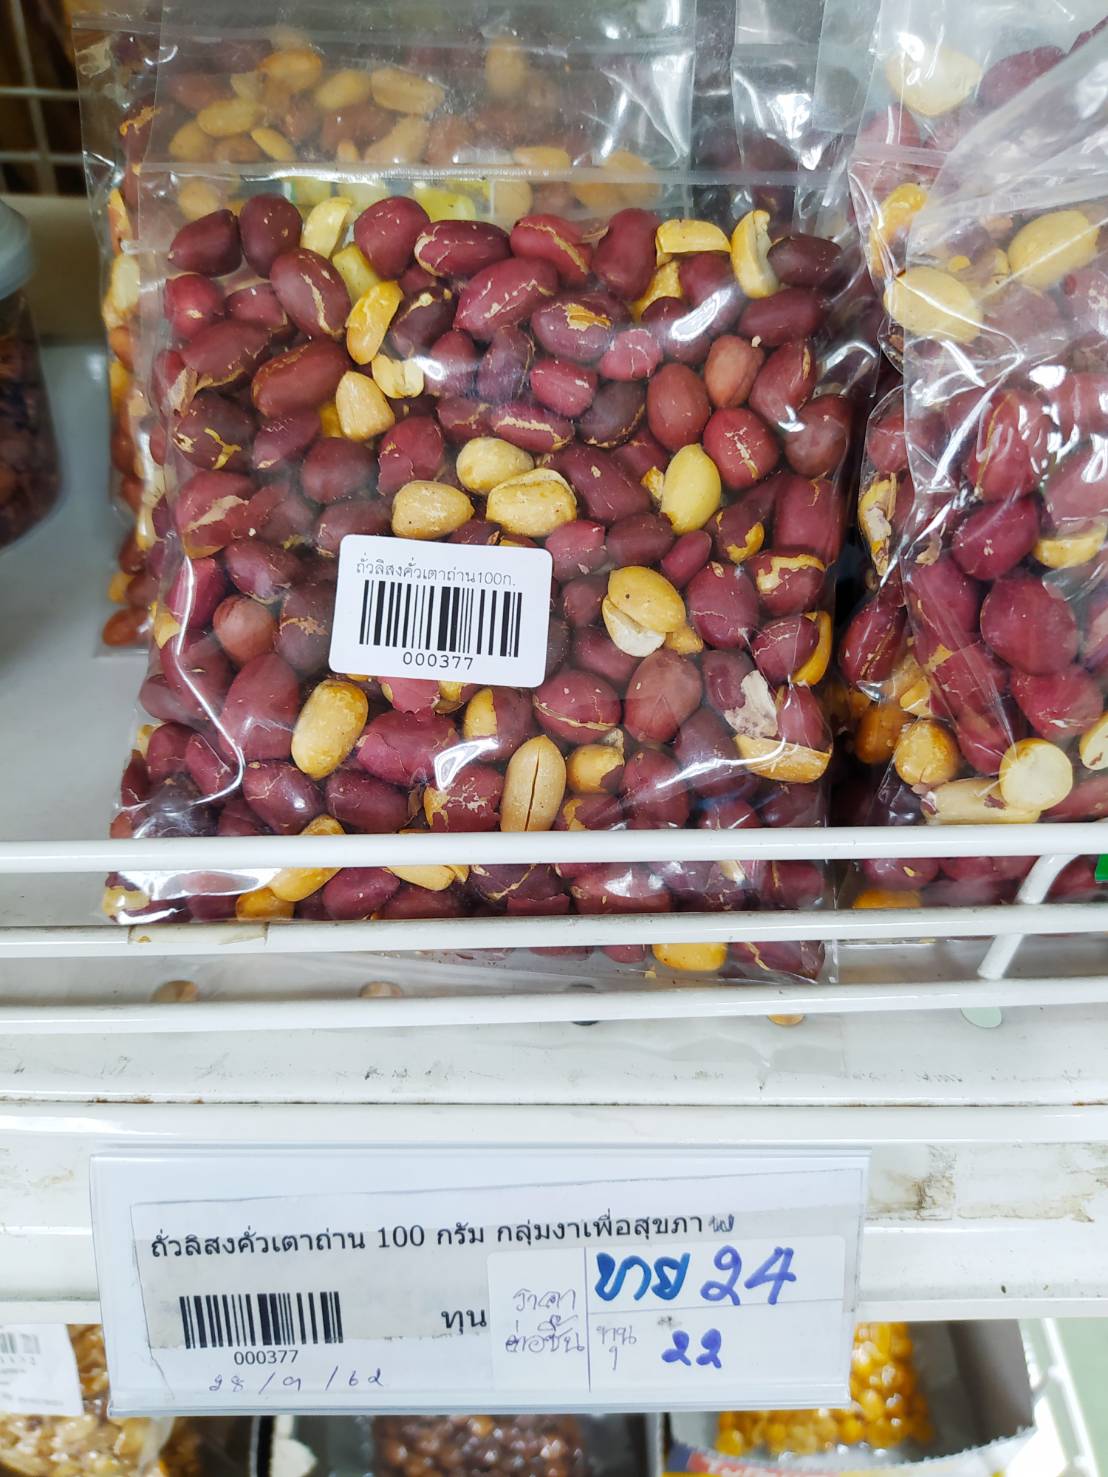 ถั่วลิสงคั่วเตาถ่าน100ก.
000377
ถั่วลิสงคั่วเตาถ่าน 100 กรัม กลุ่มงาเพื่อสุขภาพ
ราคา
ต่อชิ้น
ขาย 24
ทุน
ทุน 22
000377